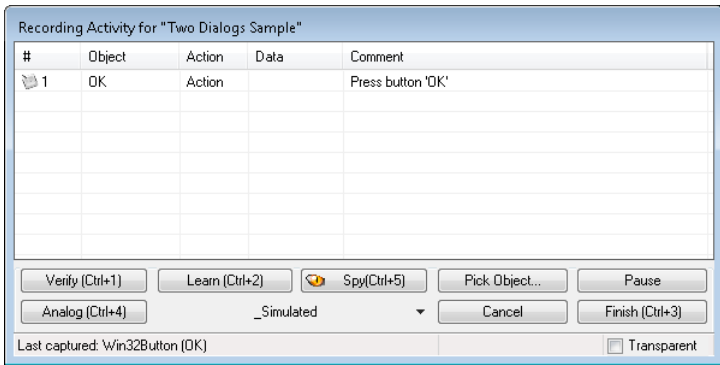 Recording Activity for "Two Dialogs Sample"
# Object Action Data Comment
1 OK Action Press button 'OK'
Verify (Ctrl+1) Learn (Ctrl+2) Spy(Ctrl+5) Pick Object... Pause
Analog (Ctrl+4) _Simulated Cancel Finish (Ctrl+3)
Last captured: Win32Button (OK) Transparent